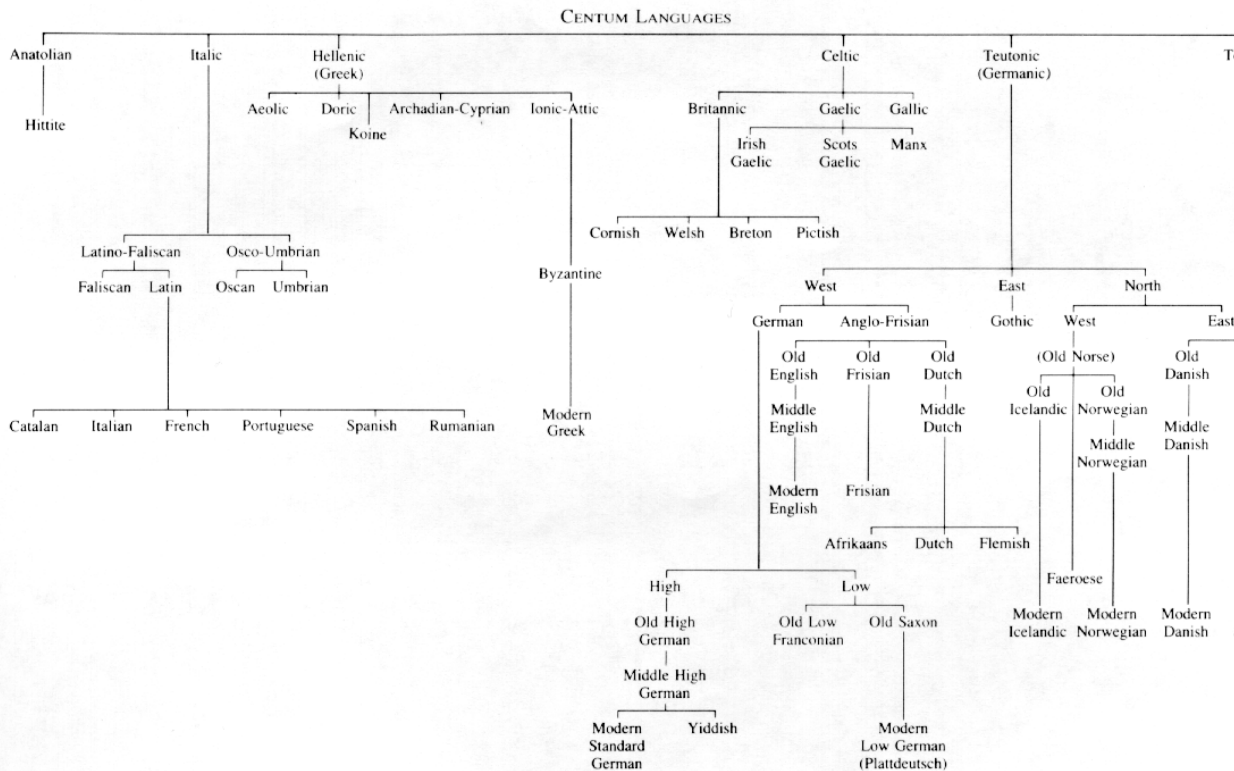 CENTUM LANGUAGES
Anatolian
Italic
Hellenic
(Greek)
Celtic
Teutonic
(Germanic)
Hittite
Aeolic
Doric
Koine
Archadian-Cyprian
Ionic-Attic
Britannic
Gaelic
Gallic
Irish
Gaelic
Scots
Gaelic
Manx
Cornish
Welsh
Breton
Pictish
Latino-Faliscan
Osco-Umbrian
Faliscan
Latin
Oscan
Umbrian
Byzantine
West
East
North
German
Anglo-Frisian
Gothic
West
East
(Old Norse)
Old
English
Old
Frisian
Old
Dutch
Old
Icelandic
Old
Norwegian
Old
Danish
Catalan
Italian
French
Portuguese
Spanish
Rumanian
Modern
Greek
Middle
English
Middle
Dutch
Middle
Norwegian
Middle
Danish
Modern
English
Frisian
Afrikaans
Dutch
Flemish
Faeroese
High
Low
Old High
German
Old Low
Franconian
Old Saxon
Modern
Icelandic
Modern
Norwegian
Modern
Danish
Middle High
German
Modern
Standard
German
Yiddish
Modern
Low German
(Plattdeutsch)